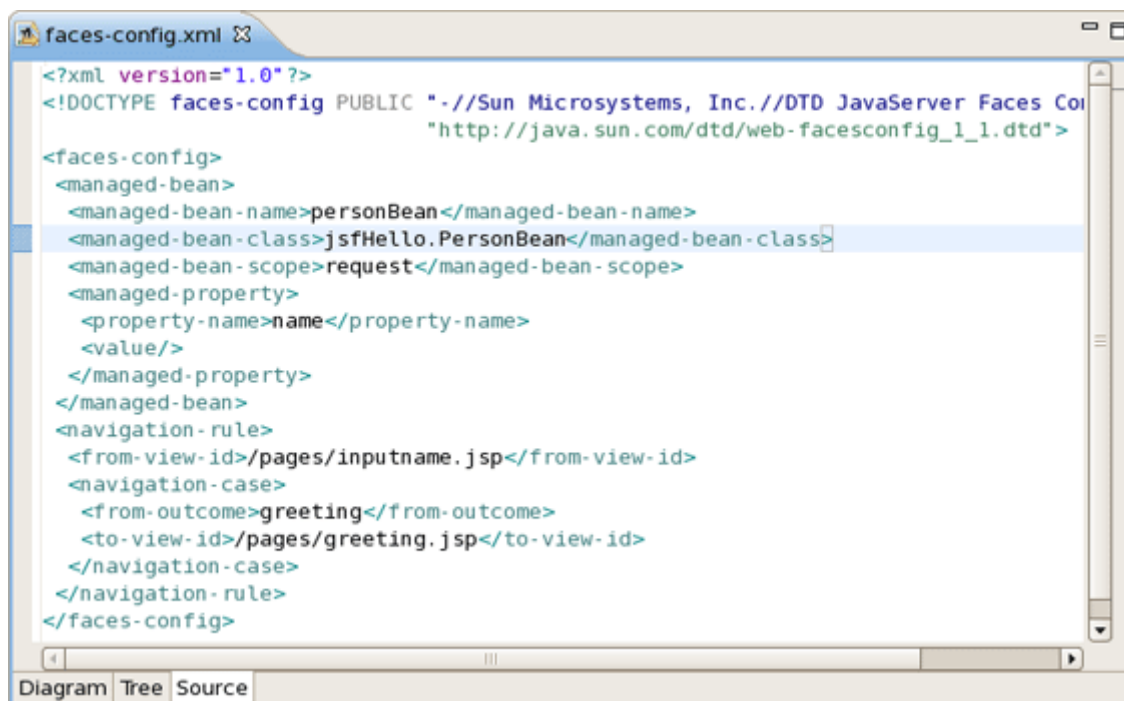 faces-config.xml
<?xml version="1.0"?>
<!DOCTYPE faces-config PUBLIC "-//Sun Microsystems, Inc.//DTD JavaServer Faces
"http://java.sun.com/dtd/web-facesconfig_1_1.dtd">
<faces-config>
<managed-bean>
<managed-bean-name>personBean</managed-bean-name>
<managed-bean-class>jsfHello.PersonBean</managed-bean-class>
<managed-bean-scope>request</managed-bean-scope>
<managed-property>
<property-name>name</property-name>
<value/>
</managed-property>
</managed-bean>
<navigation-rule>
<from-view-id>/pages/inputname.jsp</from-view-id>
<navigation-case>
<from-outcome>greeting</from-outcome>
<to-view-id>/pages/greeting.jsp</to-view-id>
</navigation-case>
</navigation-rule>
</faces-config>
Diagram Tree Source